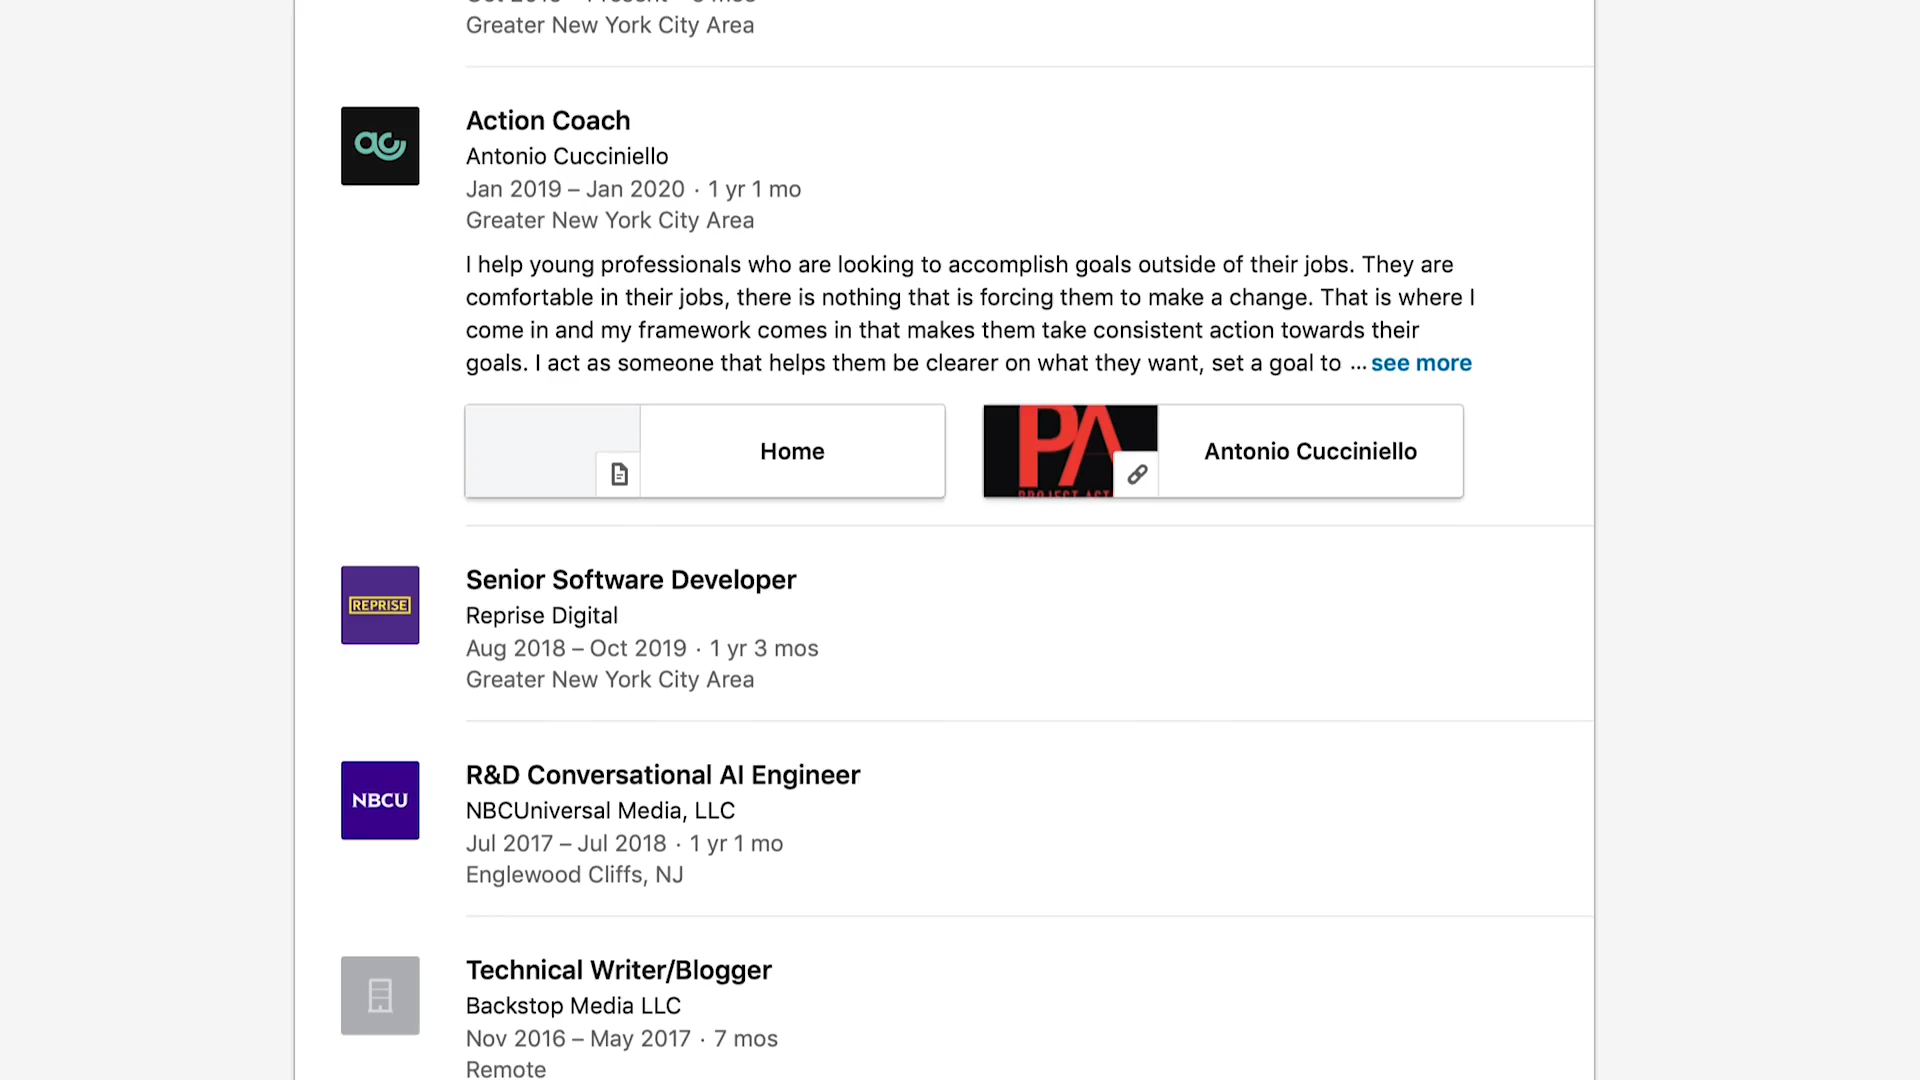 Greater New York City Area
ac
Action Coach
Antonio Cucciniello
Jan 2019 – Jan 2020 · 1 yr 1 mo
Greater New York City Area
I help young professionals who are looking to accomplish goals outside of their jobs. They are
comfortable in their jobs, there is nothing that is forcing them to make a change. That is where I
come in and my framework comes in that makes them take consistent action towards their
goals. I act as someone that helps them be clearer on what they want, set a goal to ... see more
Home
PA
Antonio Cucciniello
REPRISE
Senior Software Developer
Reprise Digital
Aug 2018 – Oct 2019 · 1 yr 3 mos
Greater New York City Area
NBCU
R&D Conversational AI Engineer
NBCUniversal Media, LLC
Jul 2017 – Jul 2018 · 1 yr 1 mo
Englewood Cliffs, NJ
Technical Writer/Blogger
Backstop Media LLC
Nov 2016 – May 2017 · 7 mos
Remote